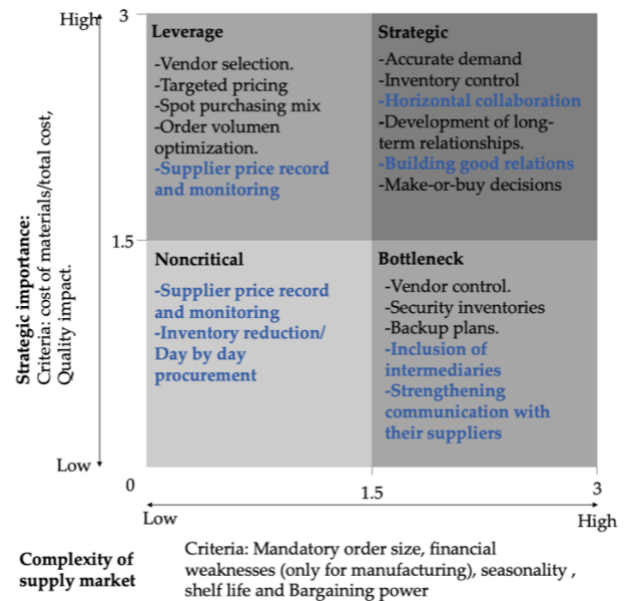 High
3
Leverage
-Vendor selection.
-Targeted pricing
-Spot purchasing mix
-Order volumen
optimization.
-Supplier price record
and monitoring
Strategic
-Accurate demand
-Inventory control
-Horizontal collaboration
-Development of long-
term relationships.
-Building good relations
-Make-or-buy decisions
Strategic importance:
Criteria: cost of materials/total cost,
Quality impact.
1.5
Noncritical
-Supplier price record
and monitoring
-Inventory reduction/
Day by day
procurement
Bottleneck
-Vendor control.
-Security inventories
-Backup plans.
-Inclusion of
intermediaries
-Strengthening
communication with
their suppliers
Low
0
1.5
3
Low
High
Complexity of
supply market
Criteria: Mandatory order size, financial
weaknesses (only for manufacturing), seasonality ,
shelf life and Bargaining power